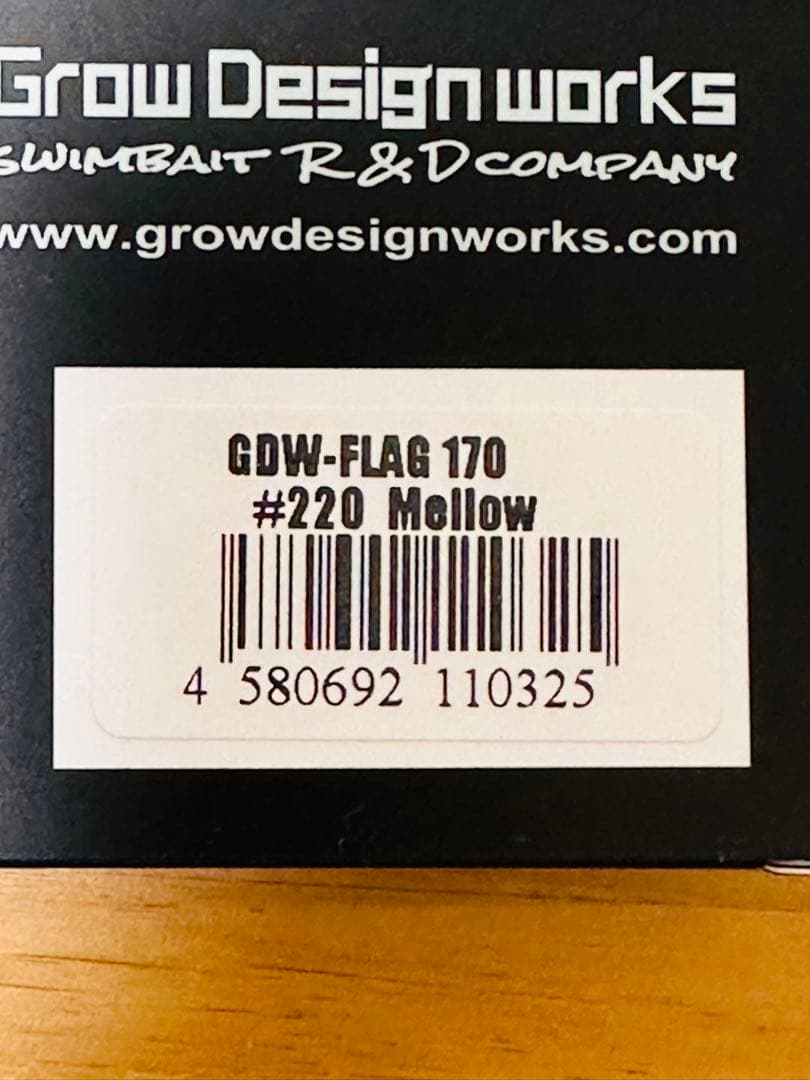 Grow Design works
SWIMBAIT R&D COMPANY
www.growdesignworks.com
GDW-FLAG 170
#220 Mellow
4 580692 110325